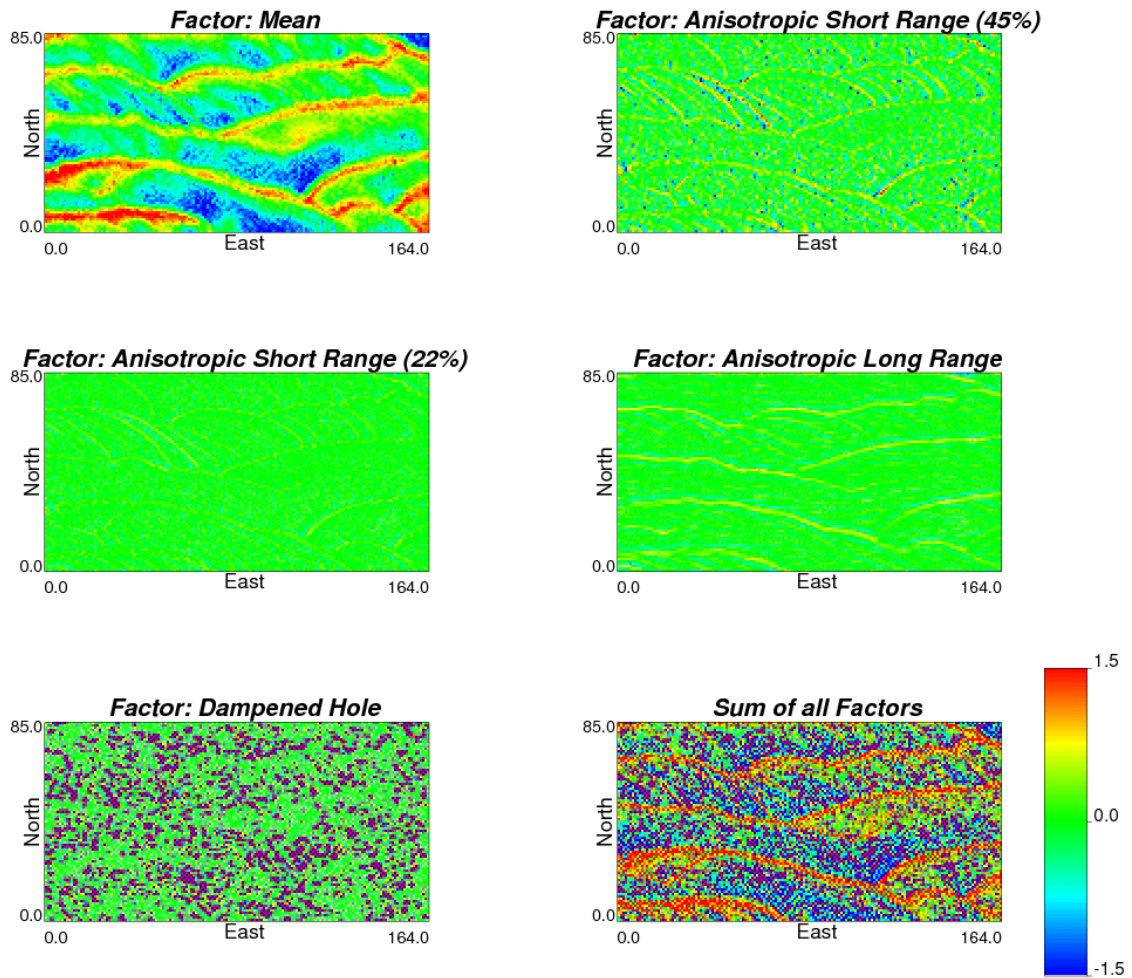 Factor: Mean
85.0
North
0.0
0.0
East
164.0
Factor: Anisotropic Short Range (45%)
85.0
North
0.0
0.0
East
164.0
Factor: Anisotropic Short Range (22%)
85.0
North
0.0
0.0
East
164.0
Factor: Anisotropic Long Range
85.0
North
0.0
0.0
East
164.0
Factor: Dampened Hole
85.0
North
0.0
0.0
East
164.0
Sum of all Factors
85.0
North
0.0
0.0
East
164.0
1.5
0.0
-1.5